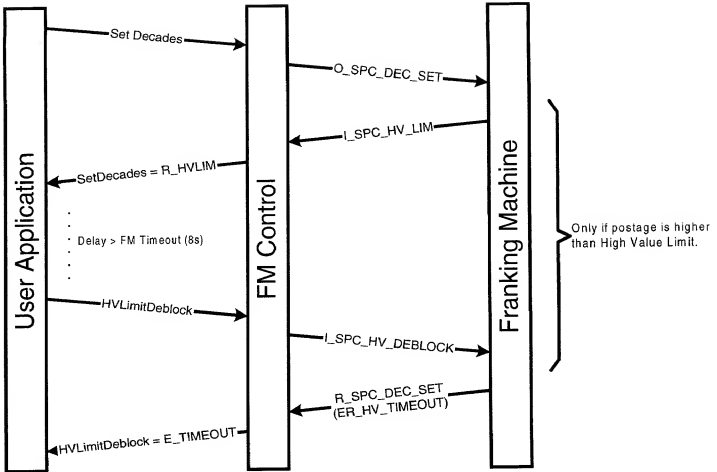 Set Decades
O_SPC_DEC_SET
I_SPC_HV_LIM
SetDecades = R_HVLIM
Delay > FM Timeout (8s)
HVLimitDeblock
I_SPC_HV_DEBLOCK
R_SPC_DEC_SET
(ER_HV_TIMEOUT)
HVLimitDeblock = E_TIMEOUT
User Application
FM Control
Franking Machine
Only if postage is higher
than High Value Limit.